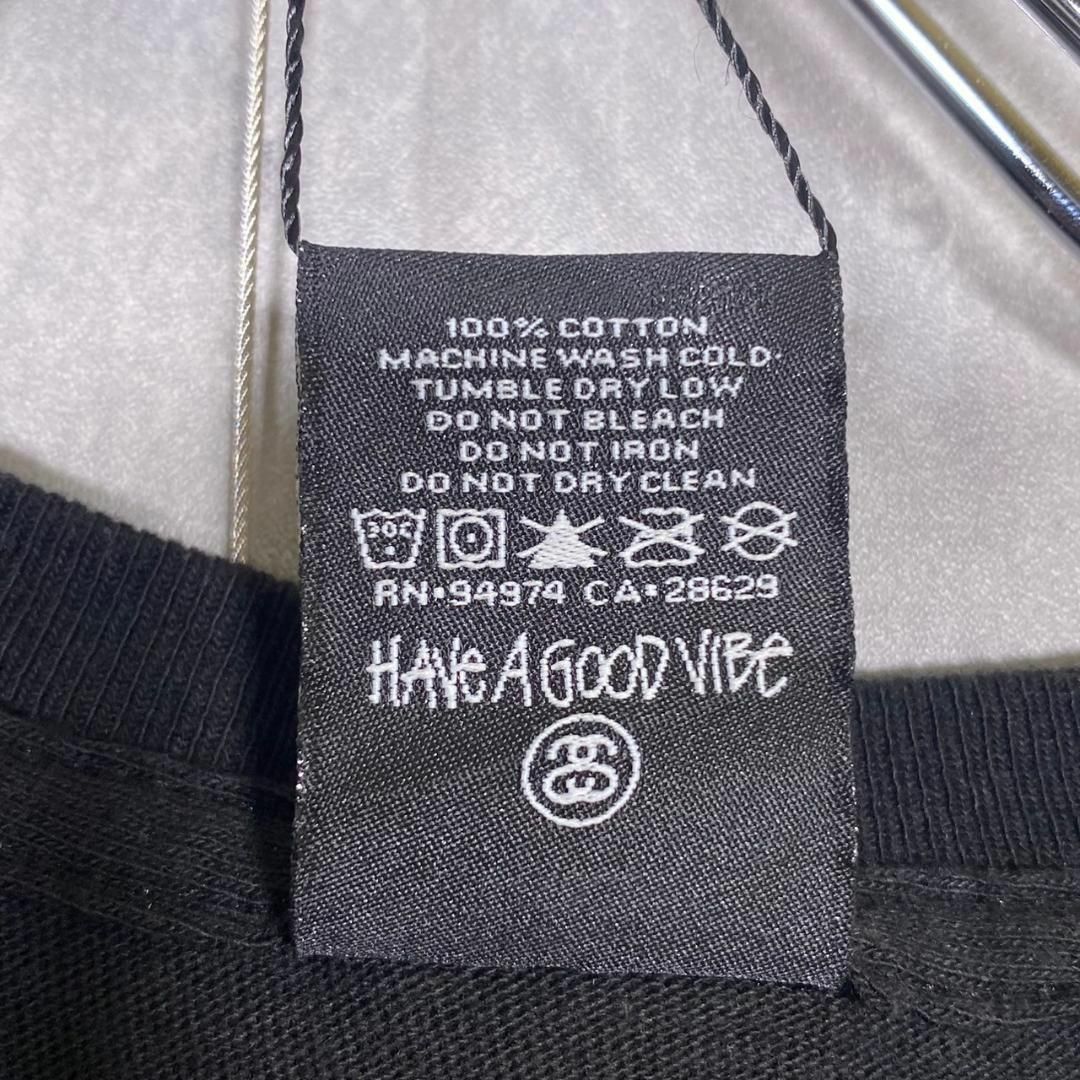 100% COTTON
MACHINE WASH COLD
TUMBLE DRY LOW
DO NOT BLEACH
DO NOT IRON
DO NOT DRY CLEAN
30C
RN•94974 CA•28629
HAVE A GOOD VIBE